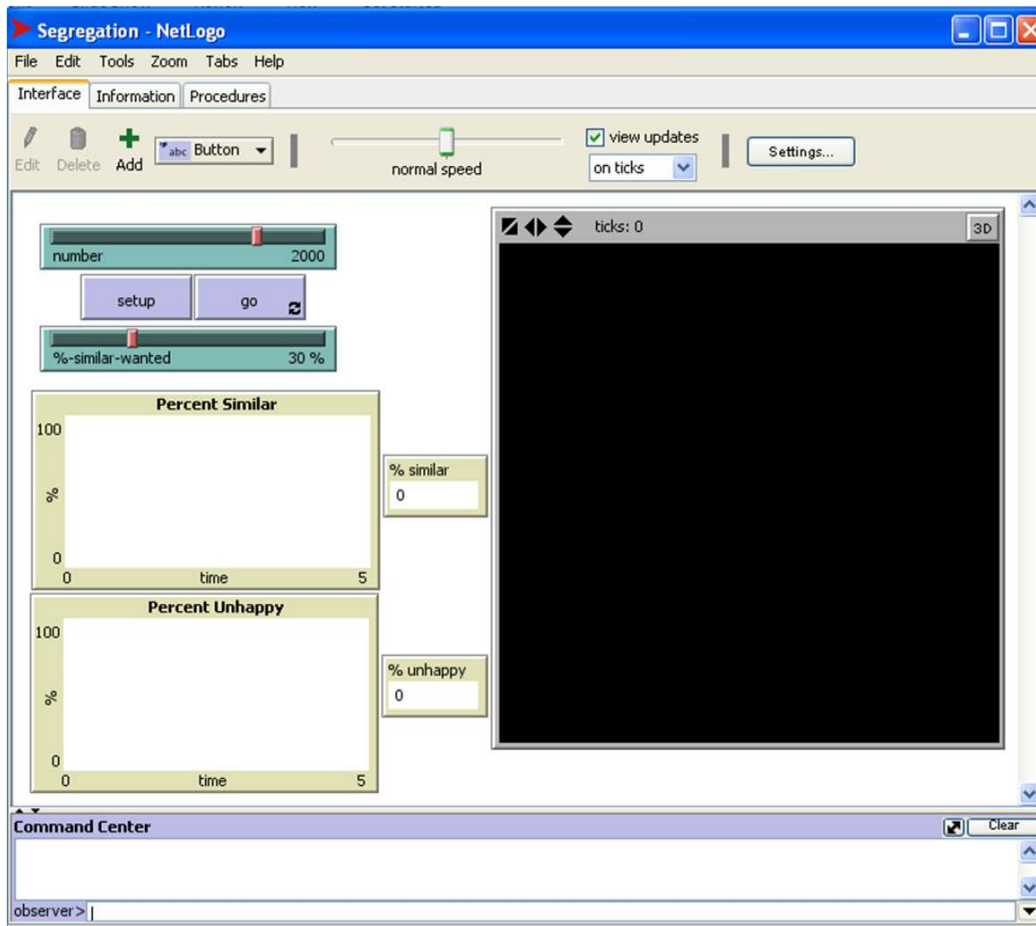 Segregation - NetLogo
File Edit Tools Zoom Tabs Help
Interface Information Procedures
Edit Delete Add abc Button normal speed view updates on ticks Settings...
number 2000
setup go
%-similar-wanted 30 %
Percent Similar
100
%
0
0 time 5
% similar
0
Percent Unhappy
100
%
0
0 time 5
% unhappy
0
ticks: 0 3D
Command Center Clear
observer>